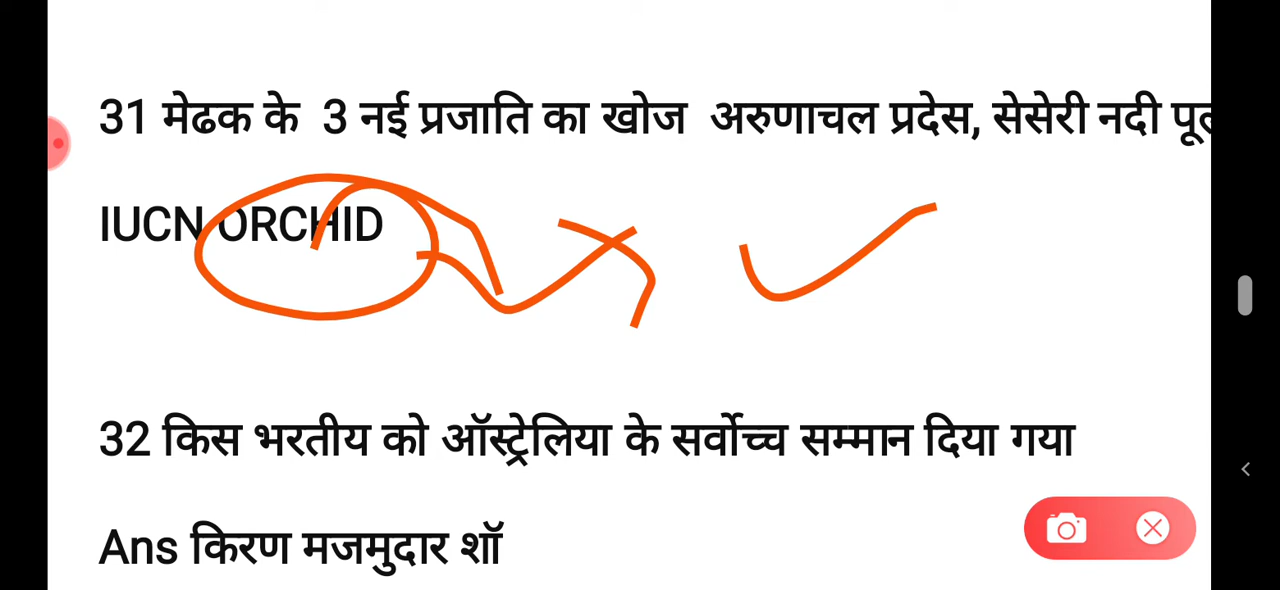 31 मेढक के 3 नई प्रजाति का खोज अरुणाचल प्रदेस, सेसेरी नदी
IUCN ORCHID
32 किस भरतीय को ऑस्ट्रेलिया के सर्वोच्च सम्मान दिया गया
Ans किरण मजमुदार शॉ